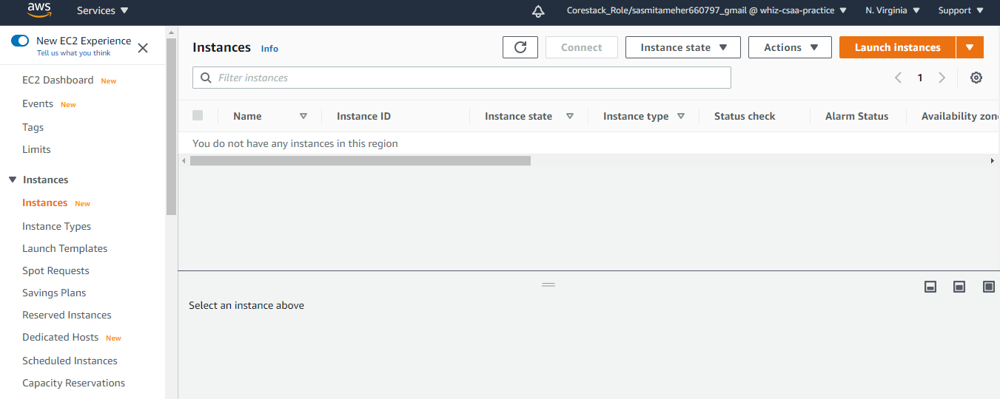 aws
Services
Corestack_Role/sasmitameher660797_gmail @ whiz-csaa-practice
N. Virginia
Support
New EC2 Experience
Tell us what you think
EC2 Dashboard New
Events New
Tags
Limits
Instances
Instances New
Instance Types
Launch Templates
Spot Requests
Savings Plans
Reserved Instances
Dedicated Hosts New
Scheduled Instances
Capacity Reservations
Instances Info
Connect
Instance state
Actions
Launch instances
Filter instances
1
Name
Instance ID
Instance state
Instance type
Status check
Alarm Status
Availability zon
You do not have any instances in this region
Select an instance above